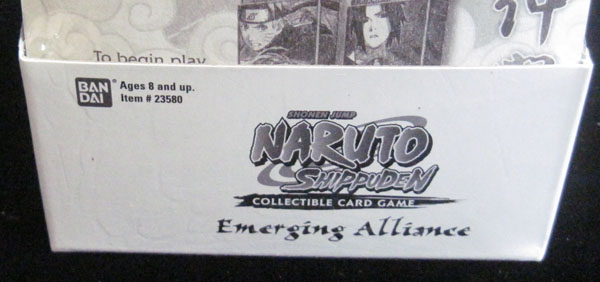 To begin play
BAN
DAI
Ages 8 and up.
Item # 23580
SHONEN JUMP
NARUTO
SHIPPUDEN
COLLECTIBLE CARD GAME
Emerging Alliance